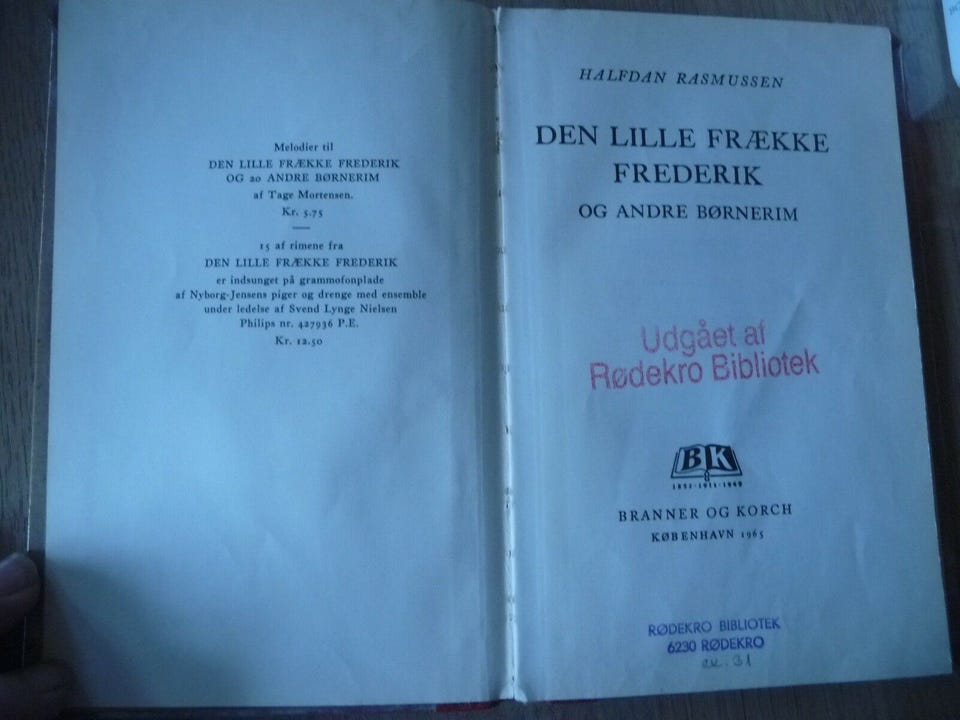 Melodier til
DEN LILLE FRÆKKE FREDERIK
OG 20 ANDRE BØRNERIM
af Tage Mortensen.
Kr. 5.75
15 af rimene fra
DEN LILLE FRÆKKE FREDERIK
er indsunget på grammofonplade
af Nyborg-Jensens piger og drenge med ensemble
under ledelse af Svend Lynge Nielsen
Philips nr. 427936 P.E.
Kr. 12.50
HALFDAN RASMUSSEN
DEN LILLE FRÆKKE
FREDERIK
OG ANDRE BØRNERIM
Udgået af
Rødekro Bibliotek
BK
BRANNER OG KORCH
KØBENHAVN 1965
RØDEKRO BIBLIOTEK
6230 RØDEKRO